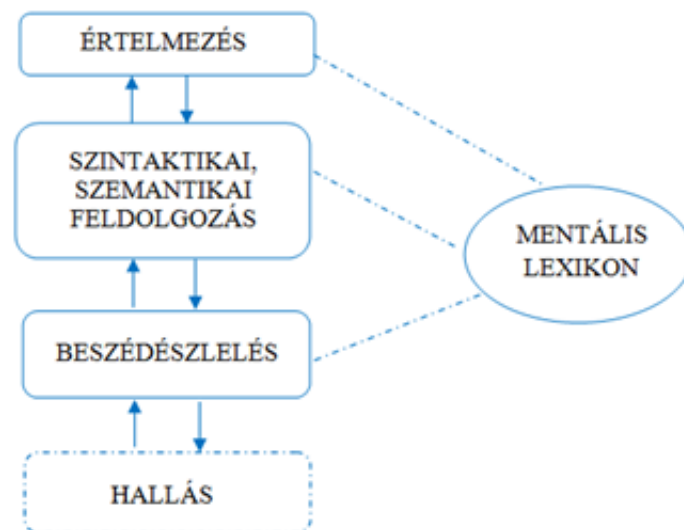 ÉRTELMEZÉS
SZINTAKTIKAI,
SZEMANTIKAI
FELDOLGOZÁS
MENTÁLIS
LEXIKON
BESZÉDÉSZLELÉS
HALLÁS